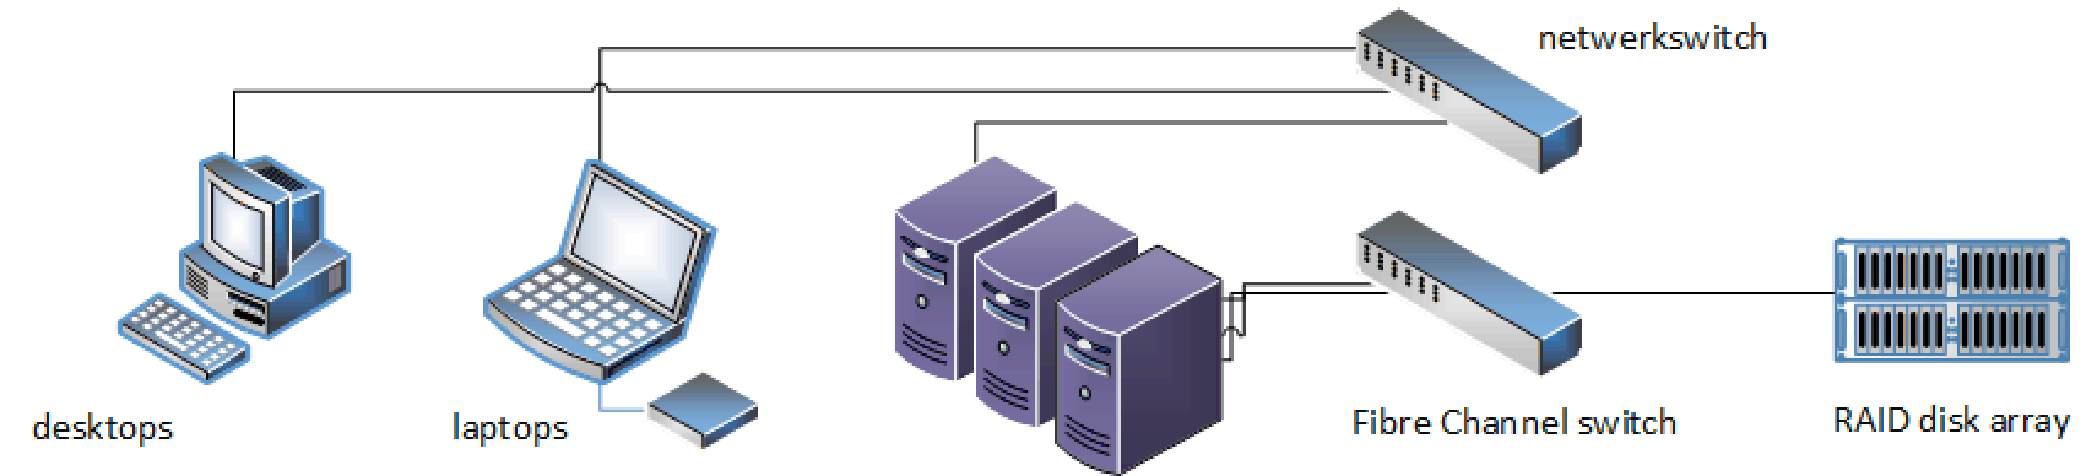 netwerkswitch
desktops
laptops
Fibre Channel switch
RAID disk array